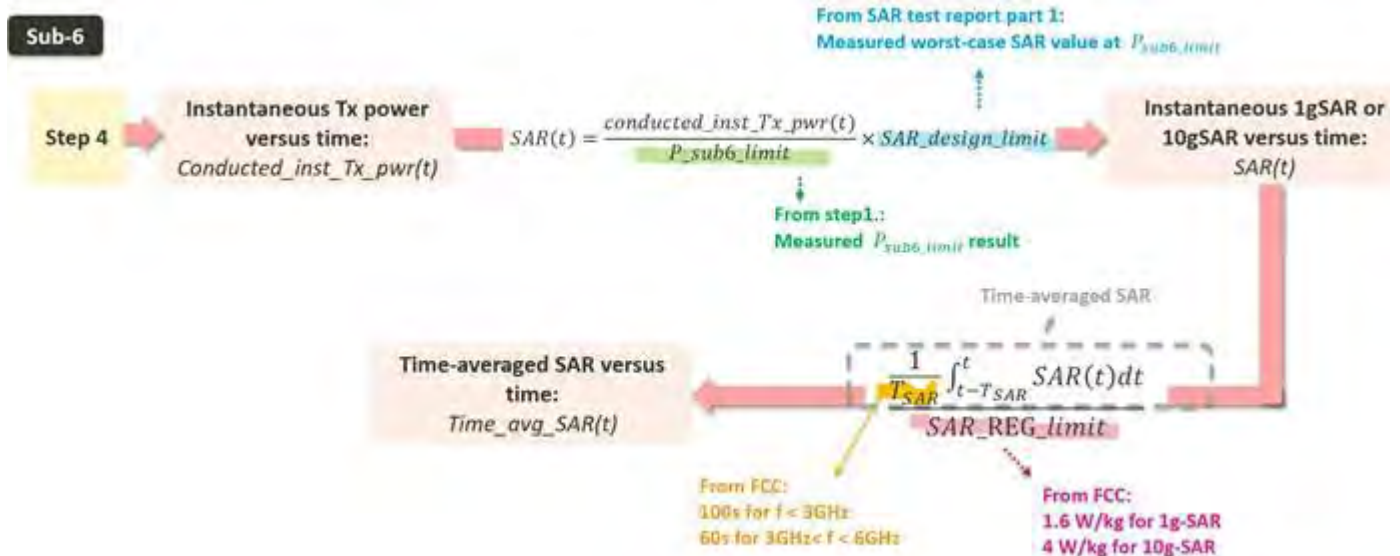 Sub-6
From SAR test report part 1:
Measured worst-case SAR value at P_sub6_limit
Step 4
Instantaneous Tx power
versus time:
Conducted_inst_Tx_pwr(t)
SAR(t) = conducted_inst_Tx_pwr(t) / P_sub6_limit × SAR_design_limit
Instantaneous 1gSAR or
10gSAR versus time:
SAR(t)
From step1.:
Measured P_sub6_limit result
Time-averaged SAR
Time-averaged SAR versus
time:
Time_avg_SAR(t)
1/T_SAR ∫_{t-T_SAR}^{t} SAR(t)dt
SAR_REG_limit
From FCC:
100s for f < 3GHz
60s for 3GHz< f < 6GHz
From FCC:
1.6 W/kg for 1g-SAR
4 W/kg for 10g-SAR